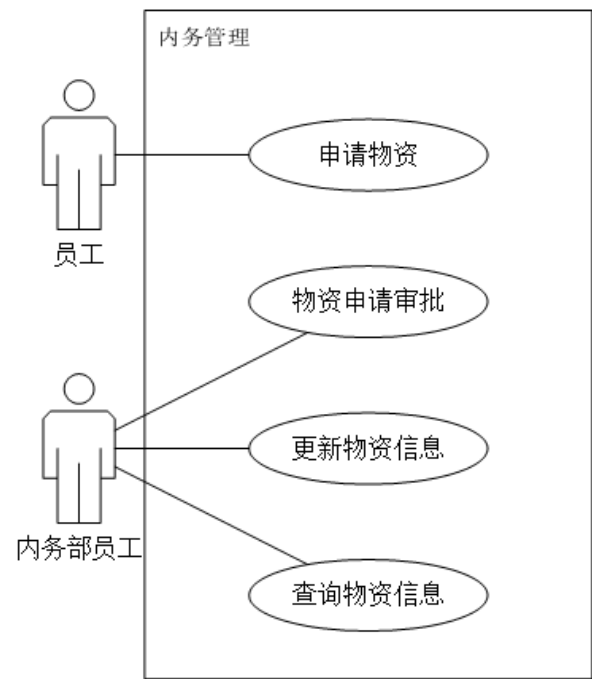 内务管理
申请物资
员工
物资申请审批
更新物资信息
内务部员工
查询物资信息